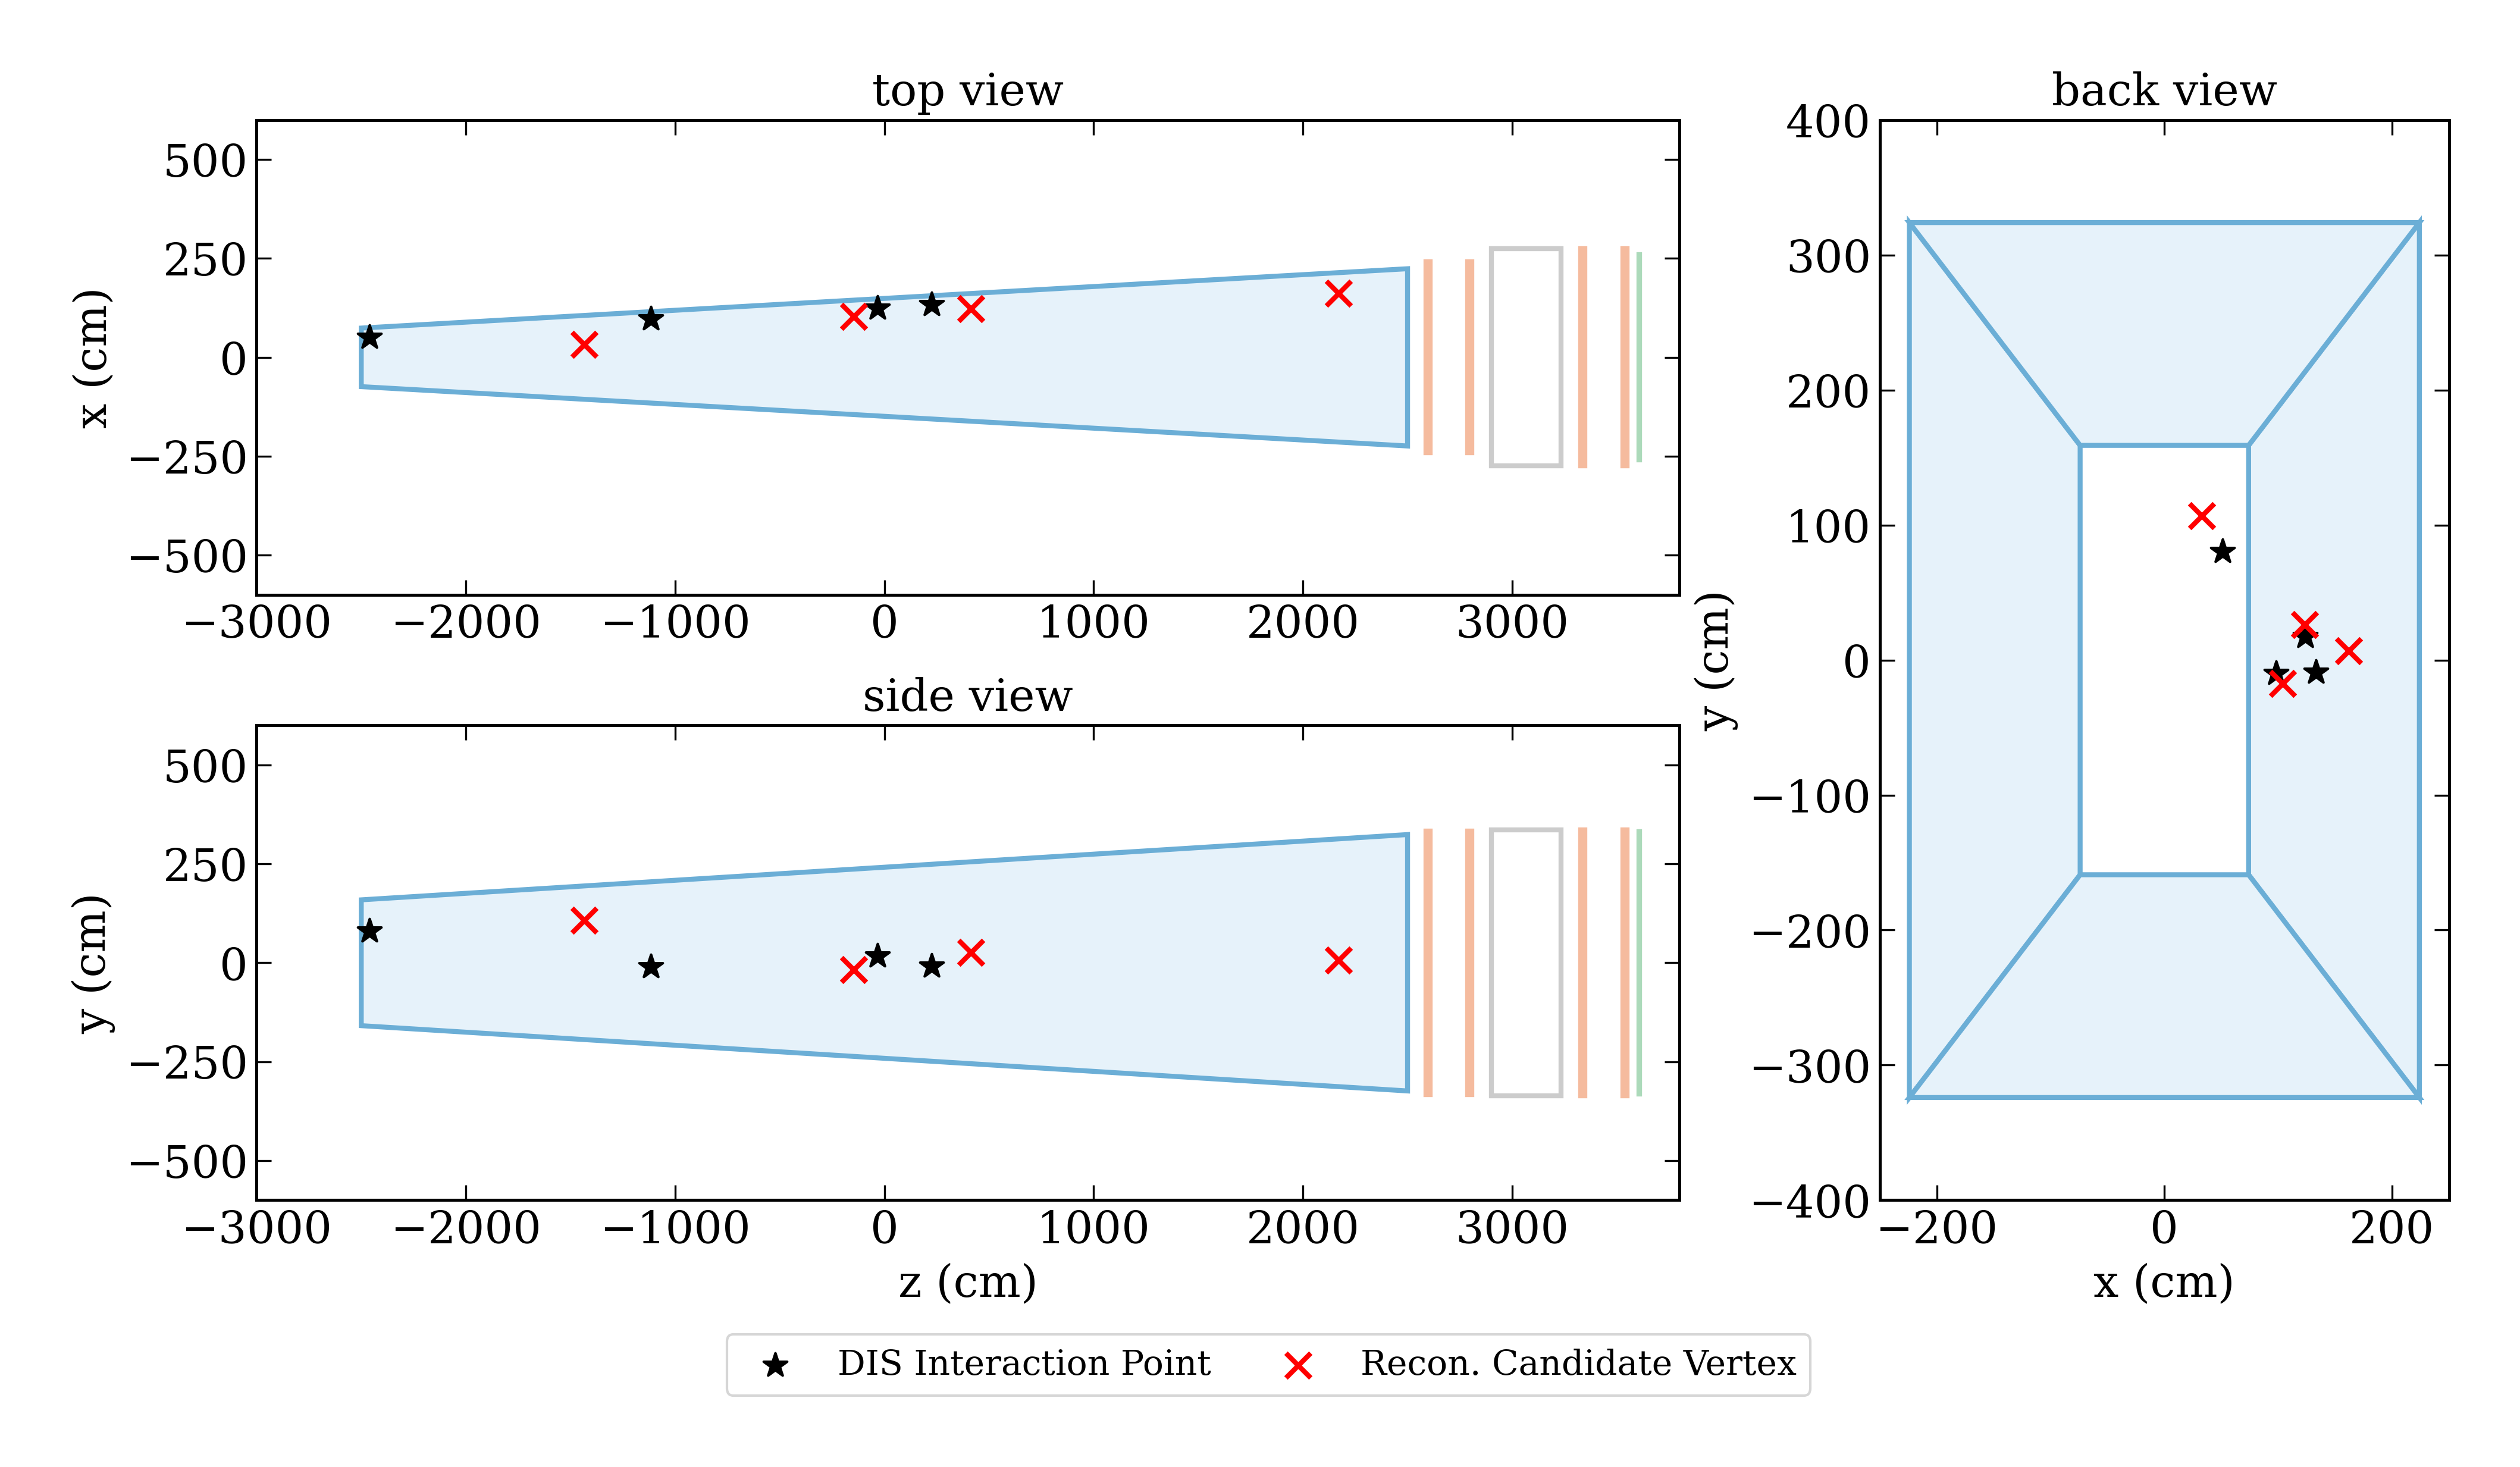 top view
x (cm)
500
250
0
−250
−500
−3000 −2000 −1000 0 1000 2000 3000
side view
y (cm)
500
250
0
−250
−500
−3000 −2000 −1000 0 1000 2000 3000
z (cm)
back view
y (cm)
400
300
200
100
0
−100
−200
−300
−400
−200 0 200
x (cm)
DIS Interaction Point
Recon. Candidate Vertex